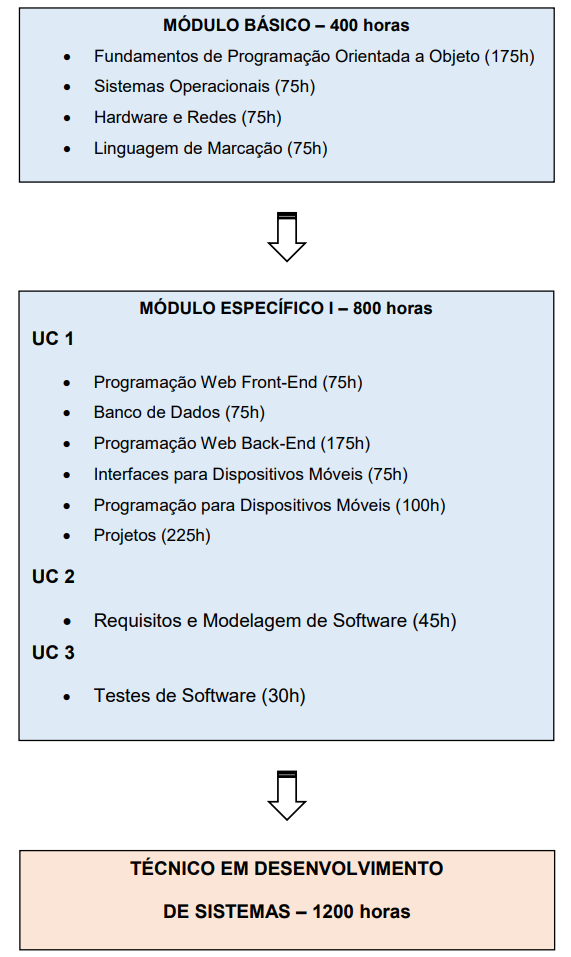 MÓDULO BÁSICO – 400 horas
• Fundamentos de Programação Orientada a Objeto (175h)
• Sistemas Operacionais (75h)
• Hardware e Redes (75h)
• Linguagem de Marcação (75h)
MÓDULO ESPECÍFICO I – 800 horas
UC 1
• Programação Web Front-End (75h)
• Banco de Dados (75h)
• Programação Web Back-End (175h)
• Interfaces para Dispositivos Móveis (75h)
• Programação para Dispositivos Móveis (100h)
• Projetos (225h)
UC 2
• Requisitos e Modelagem de Software (45h)
UC 3
• Testes de Software (30h)
TÉCNICO EM DESENVOLVIMENTO
DE SISTEMAS – 1200 horas